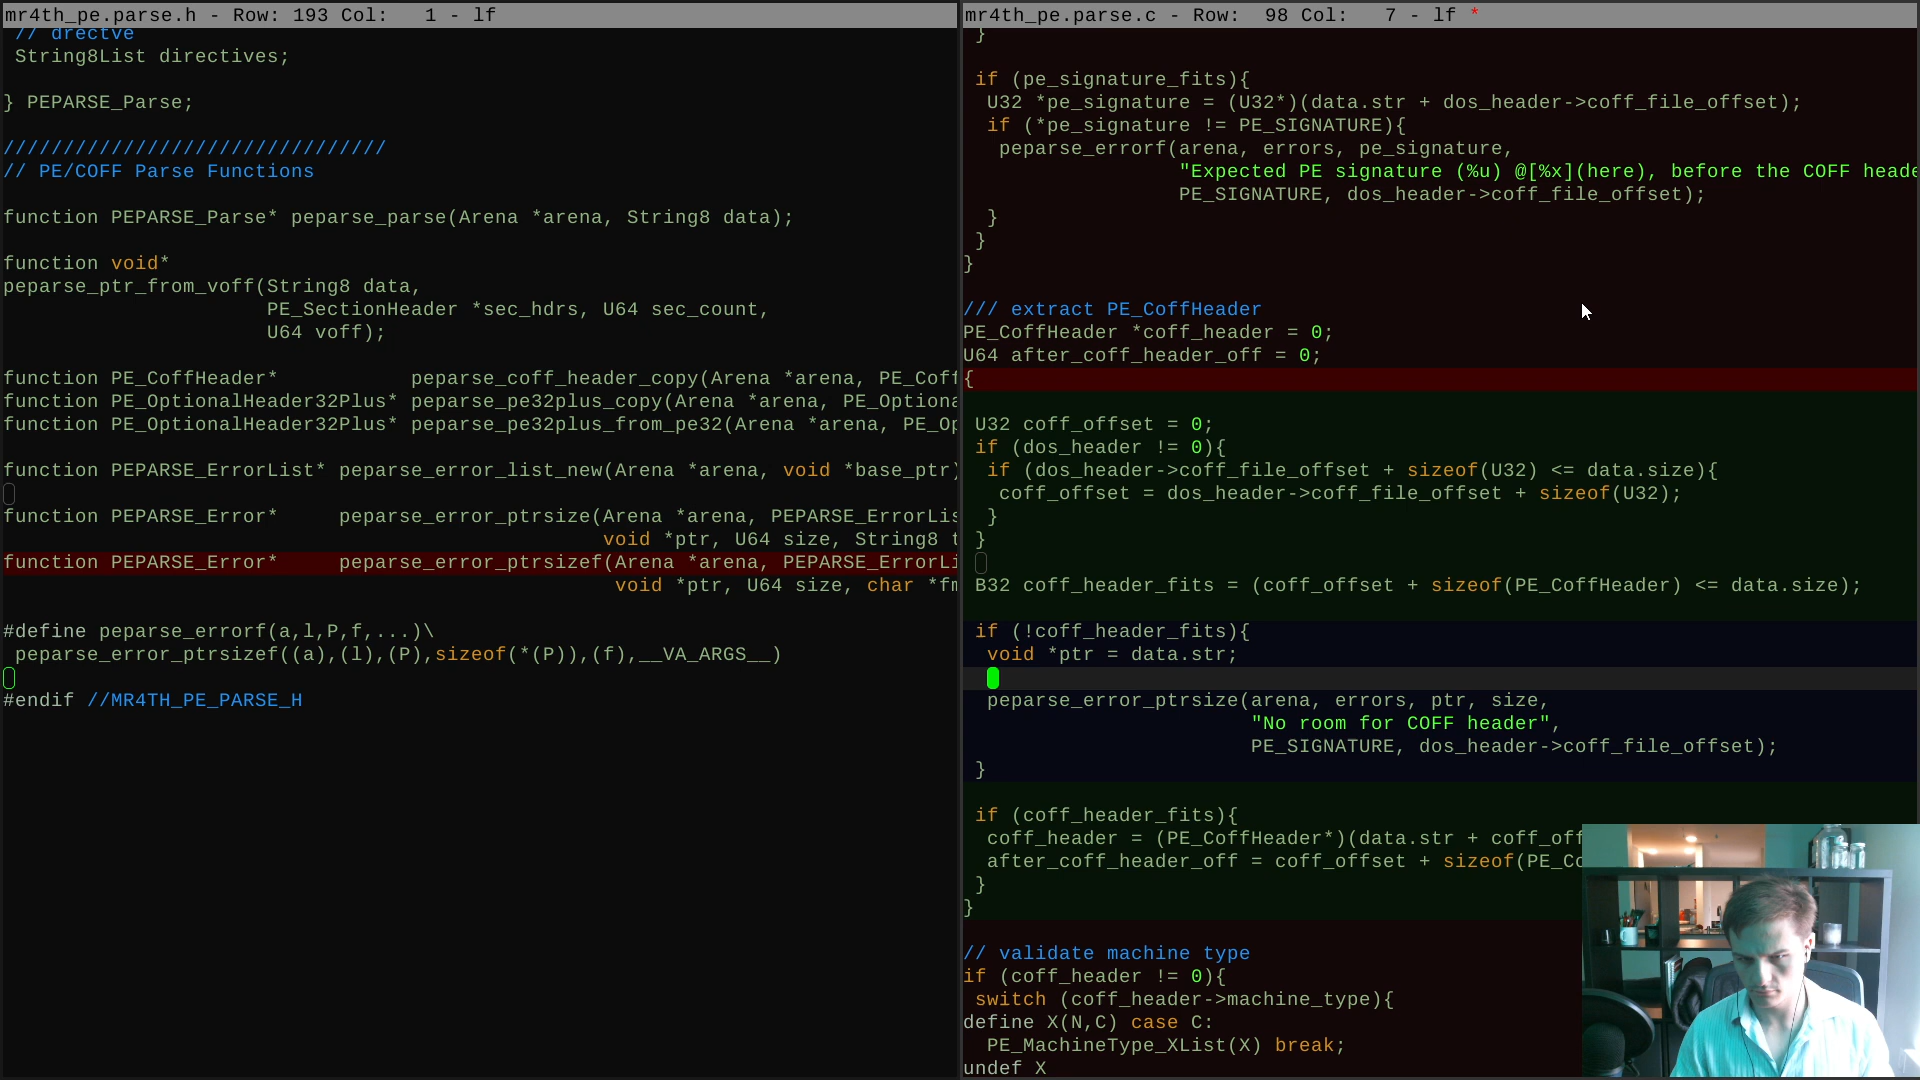 mr4th_pe.parse.h - Row: 193 Col:   1 - lf
// drectve
String8List directives;
} PEPARSE_Parse;
////////////////////////////////
// PE/COFF Parse Functions
function PEPARSE_Parse* peparse_parse(Arena *arena, String8 data);
function void*
peparse_ptr_from_voff(String8 data,
PE_SectionHeader *sec_hdrs, U64 sec_count,
U64 voff);
function PE_CoffHeader*           peparse_coff_header_copy(Arena *arena, PE_Coff
function PE_OptionalHeader32Plus* peparse_pe32plus_copy(Arena *arena, PE_Optiona
function PE_OptionalHeader32Plus* peparse_pe32plus_from_pe32(Arena *arena, PE_Op
function PEPARSE_ErrorList* peparse_error_list_new(Arena *arena, void *base_ptr)
function PEPARSE_Error*     peparse_error_ptrsize(Arena *arena, PEPARSE_ErrorLis
void *ptr, U64 size, String8 t
function PEPARSE_Error*     peparse_error_ptrsizef(Arena *arena, PEPARSE_ErrorLi
void *ptr, U64 size, char *fm
#define peparse_errorf(a,l,P,f,...)\
peparse_error_ptrsizef((a),(l),(P),sizeof(*(P)),(f),__VA_ARGS__)
#endif //MR4TH_PE_PARSE_H
mr4th_pe.parse.c - Row:  98 Col:   7 - lf *
}
if (pe_signature_fits){
U32 *pe_signature = (U32*)(data.str + dos_header->coff_file_offset);
if (*pe_signature != PE_SIGNATURE){
peparse_errorf(arena, errors, pe_signature,
"Expected PE signature (%u) @[%x](here), before the COFF heade
PE_SIGNATURE, dos_header->coff_file_offset);
}
}
}
/// extract PE_CoffHeader
PE_CoffHeader *coff_header = 0;
U64 after_coff_header_off = 0;
{
U32 coff_offset = 0;
if (dos_header != 0){
if (dos_header->coff_file_offset + sizeof(U32) <= data.size){
coff_offset = dos_header->coff_file_offset + sizeof(U32);
}
}
B32 coff_header_fits = (coff_offset + sizeof(PE_CoffHeader) <= data.size);
if (!coff_header_fits){
void *ptr = data.str;
peparse_error_ptrsize(arena, errors, ptr, size,
"No room for COFF header",
PE_SIGNATURE, dos_header->coff_file_offset);
}
if (coff_header_fits){
coff_header = (PE_CoffHeader*)(data.str + coff_off
after_coff_header_off = coff_offset + sizeof(PE_Co
}
}
// validate machine type
if (coff_header != 0){
switch (coff_header->machine_type){
define X(N,C) case C:
PE_MachineType_XList(X) break;
undef X